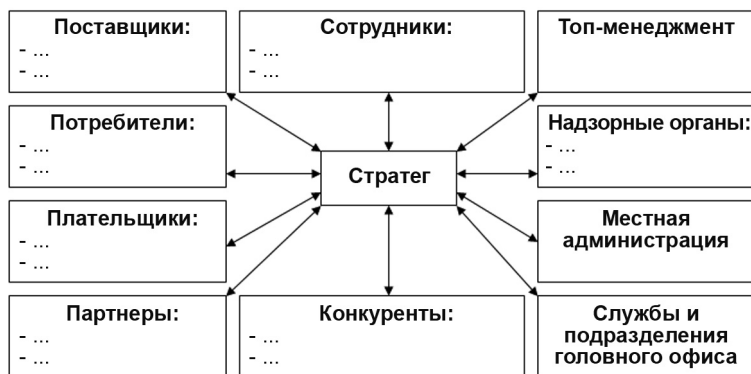 Поставщики:
- ...
- ...
Сотрудники:
- ...
- ...
Топ-менеджмент
Потребители:
- ...
- ...
Надзорные органы:
- ...
- ...
Стратег
Плательщики:
- ...
- ...
Местная
администрация
Партнеры:
- ...
- ...
Конкуренты:
- ...
- ...
Службы и
подразделения
головного офиса